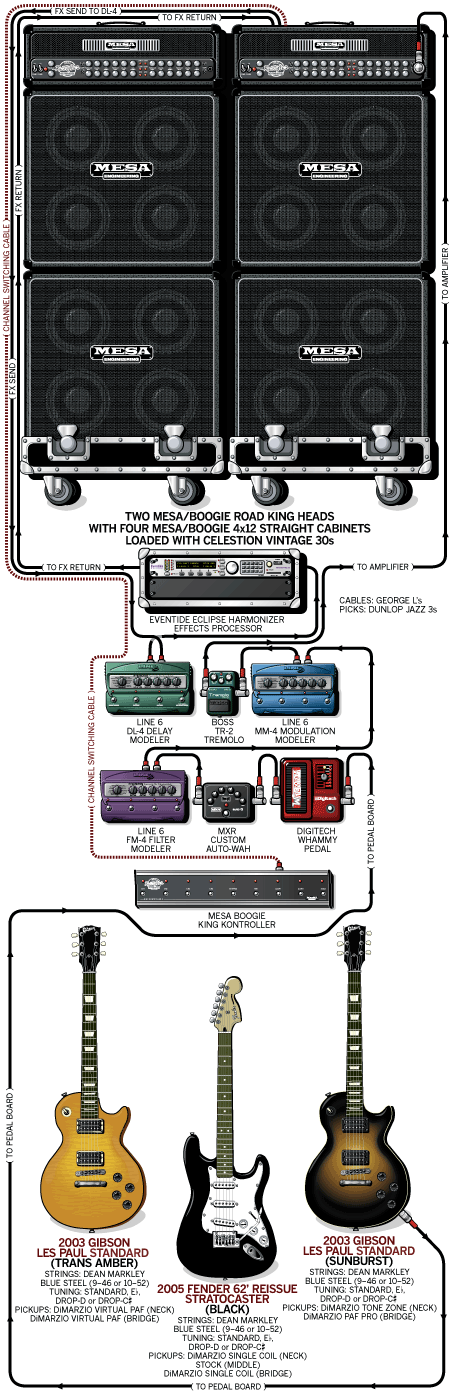 FX SEND TO DL-4
TO FX RETURN
MESA
MESA
MESA
ENGINEERING
MESA
ENGINEERING
FX RETURN
CHANNEL SWITCHING CABLE
TO AMPLIFIER
MESA
ENGINEERING
MESA
ENGINEERING
FX SEND
TWO MESA/BOOGIE ROAD KING HEADS
WITH FOUR MESA/BOOGIE 4x12 STRAIGHT CABINETS
LOADED WITH CELESTION VINTAGE 30s
TO FX RETURN
TO AMPLIFIER
EVENTIDE ECLIPSE HARMONIZER
EFFECTS PROCESSOR
CABLES: GEORGE L's
PICKS: DUNLOP JAZZ 3s
LINE 6
DL-4 DELAY
MODELER
Tremolo
BOSS
TR-2
TREMOLO
LINE 6
MM-4 MODULATION
MODELER
CHANNEL SWITCHING CABLE
LINE 6
FM-4 FILTER
MODELER
MXR
CUSTOM
AUTO-WAH
DigiTech
DIGITECH
WHAMMY
PEDAL
TO PEDAL BOARD
MESA BOOGIE
KING KONTROLLER
Gibson
Gibson
TO PEDAL BOARD
2003 GIBSON
LES PAUL STANDARD
(TRANS AMBER)
STRINGS: DEAN MARKLEY
BLUE STEEL (9–46 or 10–52)
TUNING: STANDARD, E♭,
DROP-D or DROP-C♯
PICKUPS: DiMARZIO VIRTUAL PAF (NECK)
DiMARZIO VIRTUAL PAF (BRIDGE)
2005 FENDER 62' REISSUE
STRATOCASTER
(BLACK)
STRINGS: DEAN MARKLEY
BLUE STEEL (9–46 or 10–52)
TUNING: STANDARD, E♭,
DROP-D or DROP-C♯
PICKUPS: DiMARZIO SINGLE COIL (NECK)
STOCK (MIDDLE)
DiMARZIO SINGLE COIL (BRIDGE)
2003 GIBSON
LES PAUL STANDARD
(SUNBURST)
STRINGS: DEAN MARKLEY
BLUE STEEL (9–46 or 10–52)
TUNING: STANDARD, E♭,
DROP-D or DROP-C♯
PICKUPS: DiMARZIO TONE ZONE (NECK)
DiMARZIO PAF PRO (BRIDGE)
TO PEDAL BOARD